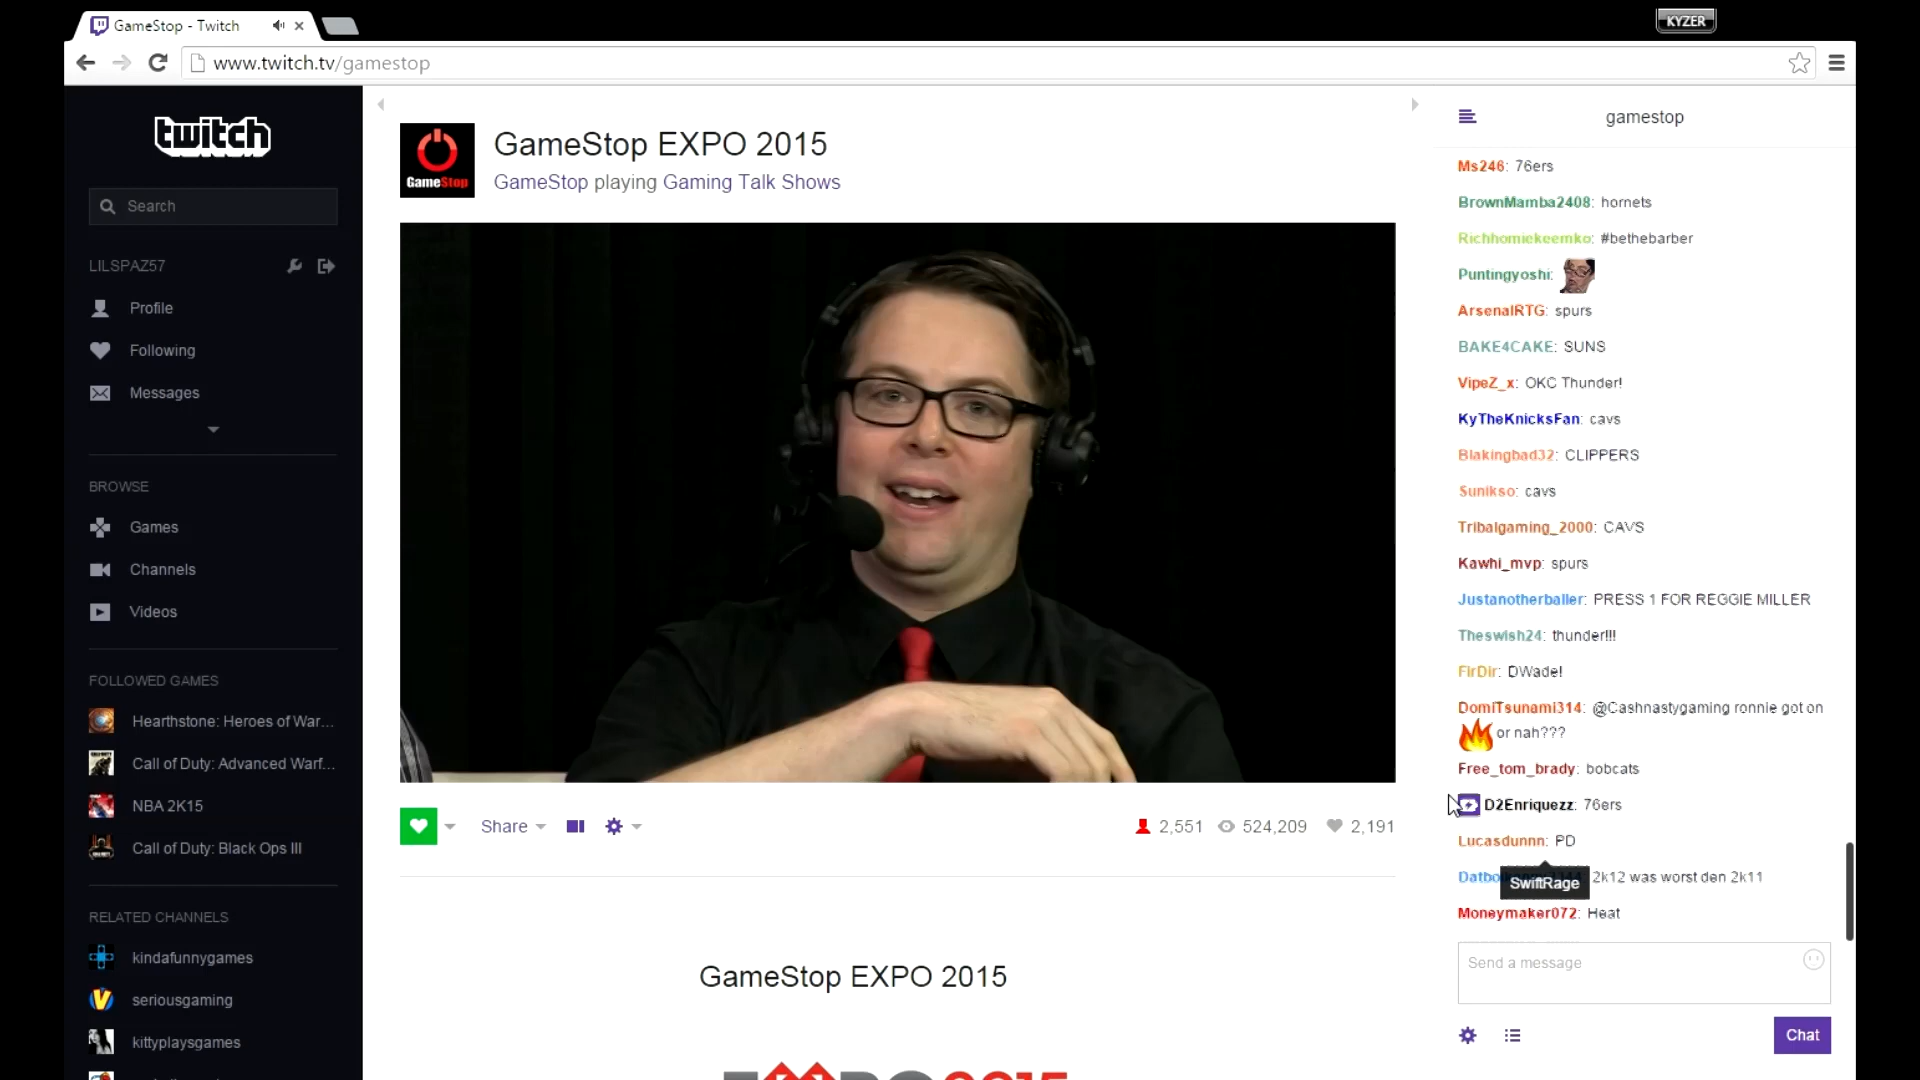 GameStop - Twitch
KYZER
www.twitch.tv/gamestop
twitch
Search
LILSPAZ57
Profile
Following
Messages
BROWSE
Games
Channels
Videos
FOLLOWED GAMES
Hearthstone: Heroes of War...
Call of Duty: Advanced Warf...
NBA 2K15
Call of Duty: Black Ops III
RELATED CHANNELS
kindafunnygames
seriousgaming
kittyplaysgames
GameStop
GameStop EXPO 2015
GameStop playing Gaming Talk Shows
Share
2,551 524,209 2,191
GameStop EXPO 2015
EXPO 2015
gamestop
Ms246: 76ers
BrownMamba2408: hornets
Richhomiekeemko: #bethebarber
Puntingyoshi:
ArsenalRTG: spurs
BAKE4CAKE: SUNS
VipeZ_x: OKC Thunder!
KyTheKnicksFan: cavs
Blakingbad32: CLIPPERS
Sunikso: cavs
Tribalgaming_2000: CAVS
Kawhi_mvp: spurs
Justanotherballer: PRESS 1 FOR REGGIE MILLER
Theswish24: thunder!!!
FlrDir: DWade!
DomiTsunami314: @Cashnastygaming ronnie got on
or nah???
Free_tom_brady: bobcats
D2Enriquezz: 76ers
Lucasdunnn: PD
SwiftRage
2k12 was worst den 2k11
Moneymaker072: Heat
Send a message
Chat